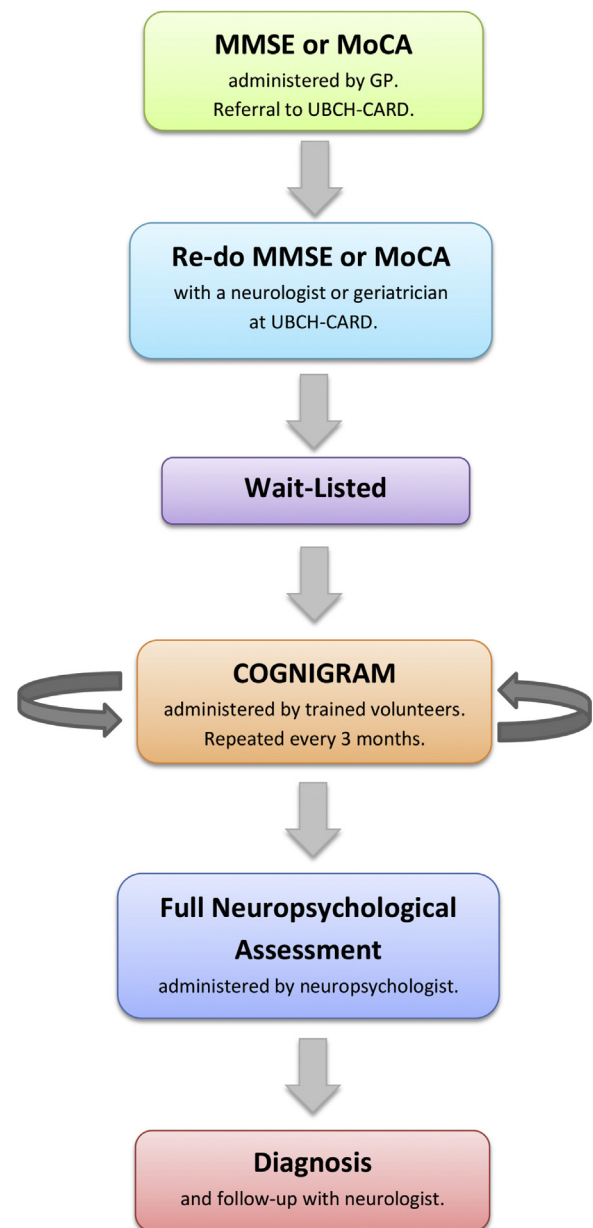 MMSE or MoCA
administered by GP.
Referral to UBCH-CARD.
Re-do MMSE or MoCA
with a neurologist or geriatrician
at UBCH-CARD.
Wait-Listed
COGNIGRAM
administered by trained volunteers.
Repeated every 3 months.
Full Neuropsychological
Assessment
administered by neuropsychologist.
Diagnosis
and follow-up with neurologist.